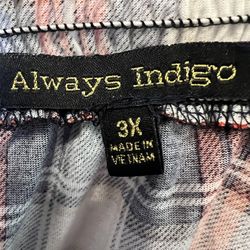 Always Indigo
3X
MADE IN
VIETNAM